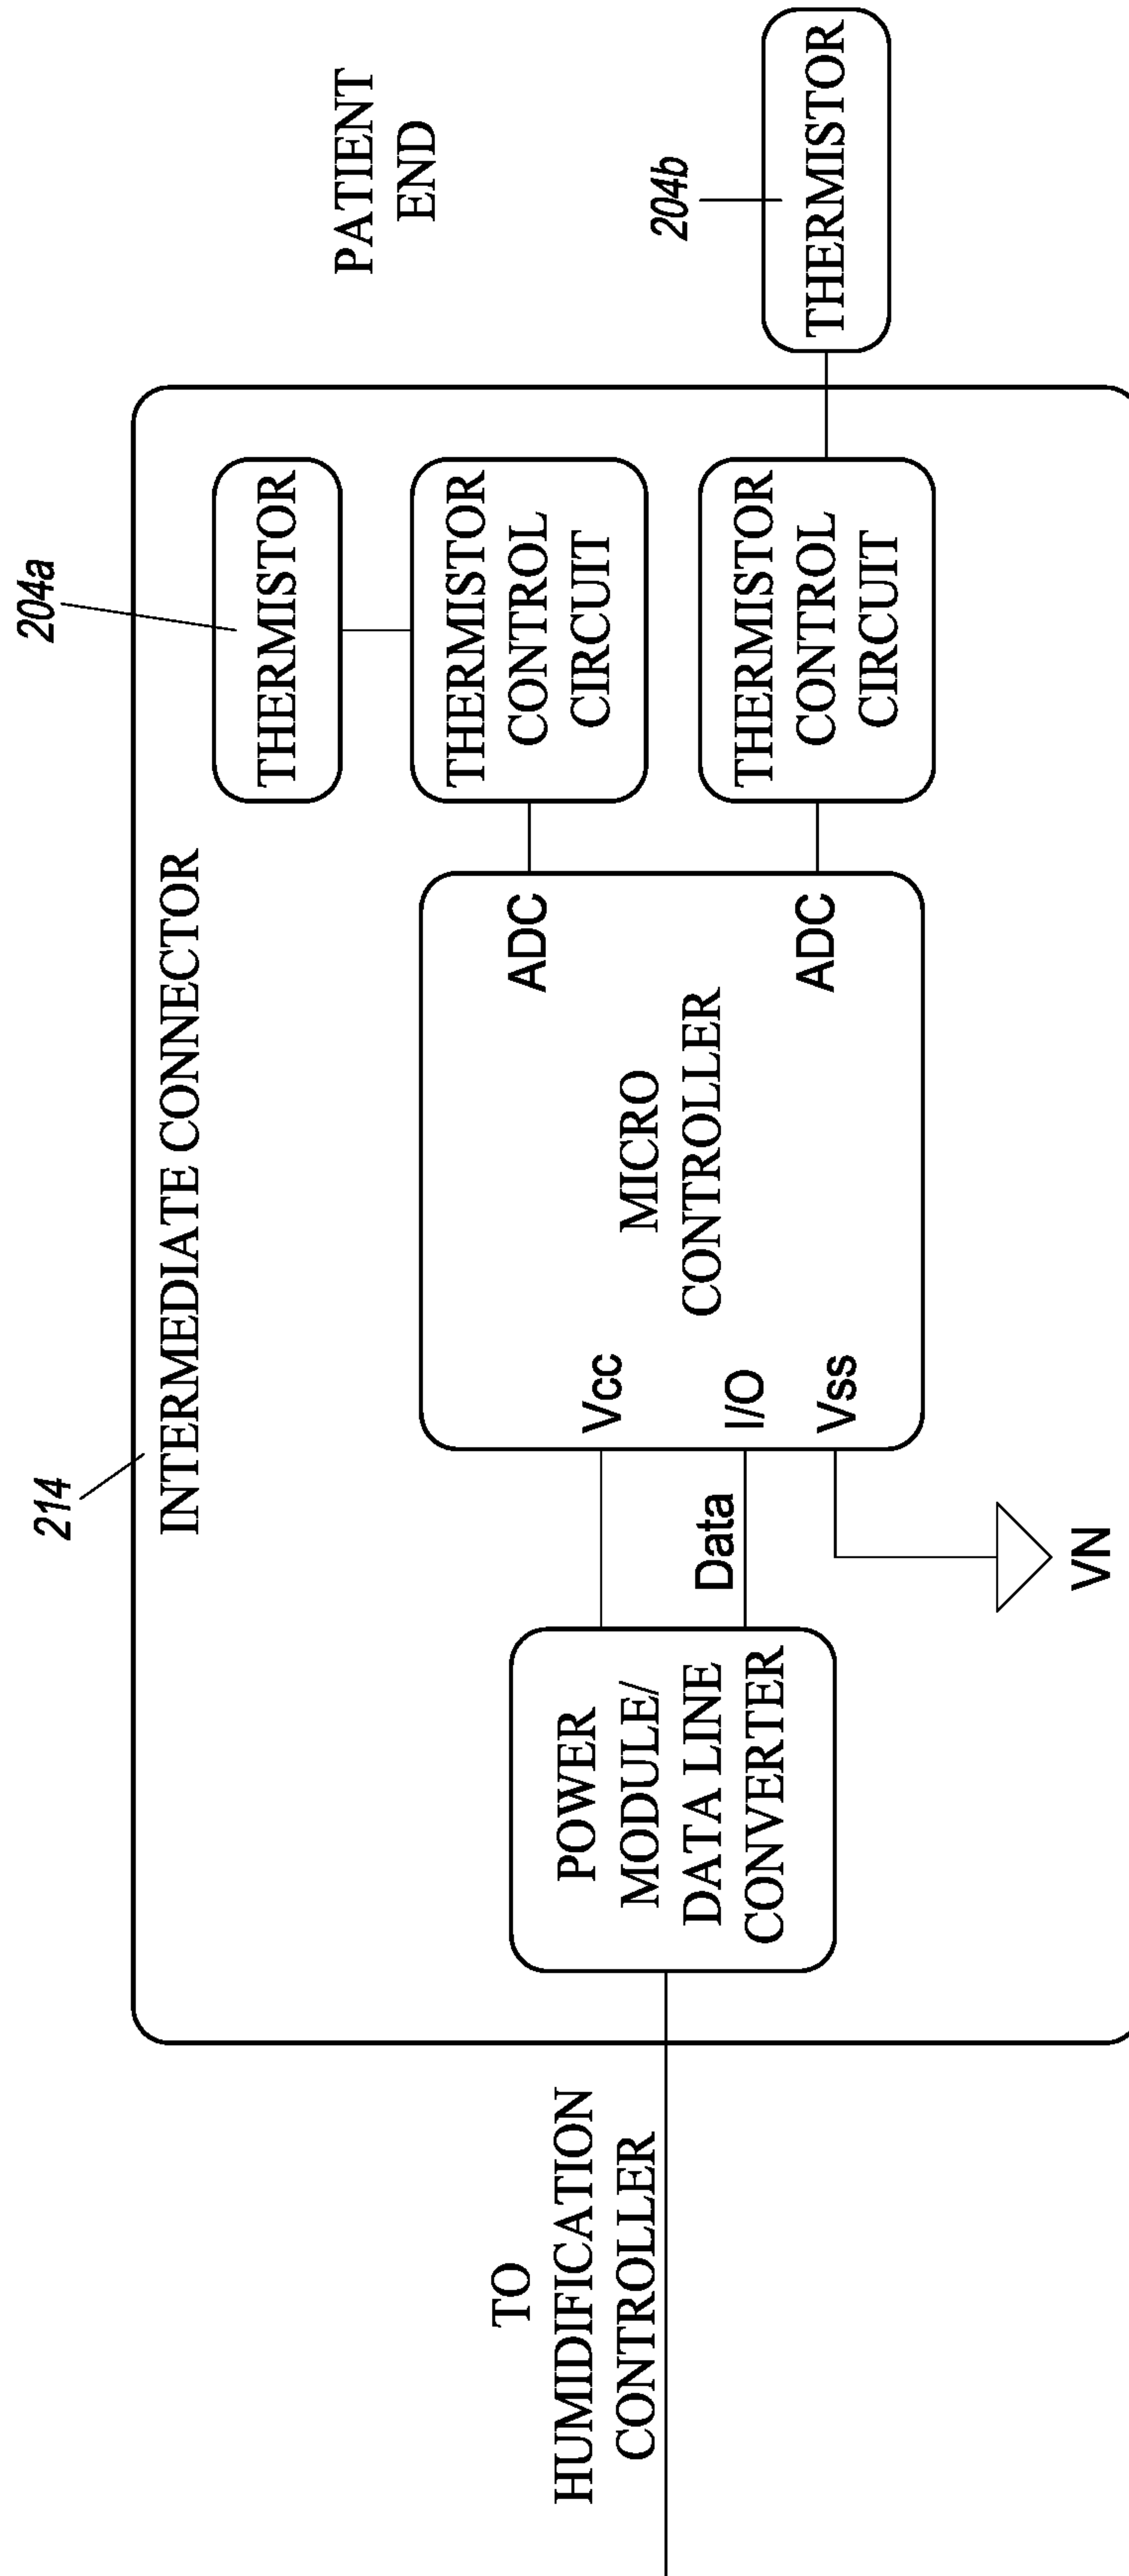 204a
214
INTERMEDIATE CONNECTOR
PATIENT
END
THERMISTOR
THERMISTOR
CONTROL
CIRCUIT
204b
THERMISTOR
TO
HUMIDIFICATION
CONTROLLER
POWER
MODULE/
DATA LINE
CONVERTER
Data
Vcc
I/O
Vss
MICRO
CONTROLLER
ADC
ADC
THERMISTOR
CONTROL
CIRCUIT
VN